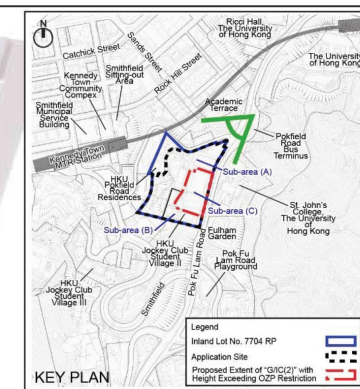 N
Ricci Hall,
The University
of Hong Kong
Catchick Street
Sands Street
Smithfield
Sitting-out
Area
Rock Hill Street
The University
of Hong Kong
Kennedy
Town
Community
Compex
Smithfield
Municipal
Service
Building
Academic
Terrace
Kennedy Town
MTR Station
Pokfield
Road
Bus
Terminus
HKU
Pokfield
Road
Residences
Sub-area (A)
Sub-area (C)
St. John's
College,
The University
of
Hong Kong
Sub-area (B)
Fulham
Garden
HKU
Jockey Club
Student
Village II
Pok Fu Lam Road
Pok Fu
Lam Road
Playground
HKU
Jockey Club
Student
Village III
Smithfield
Legend
Inland Lot No. 7704 RP
Application Site
Proposed Extent of "G/IC(2)" with
Height Exceeding OZP Restriction
KEY PLAN